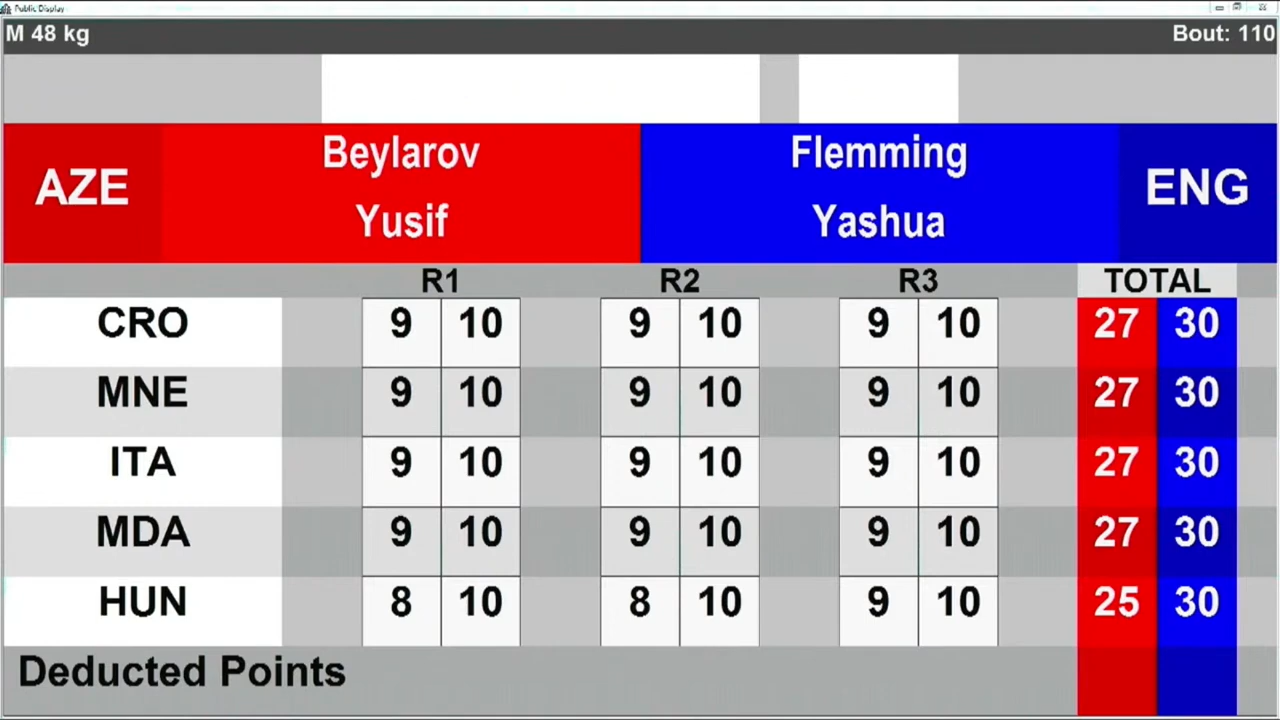 Public Display
M 48 kg Bout: 110
AZE Beylarov Yusif Flemming Yashua ENG
R1 R2 R3 TOTAL
CRO 9 10 9 10 9 10 27 30
MNE 9 10 9 10 9 10 27 30
ITA 9 10 9 10 9 10 27 30
MDA 9 10 9 10 9 10 27 30
HUN 8 10 8 10 9 10 25 30
Deducted Points